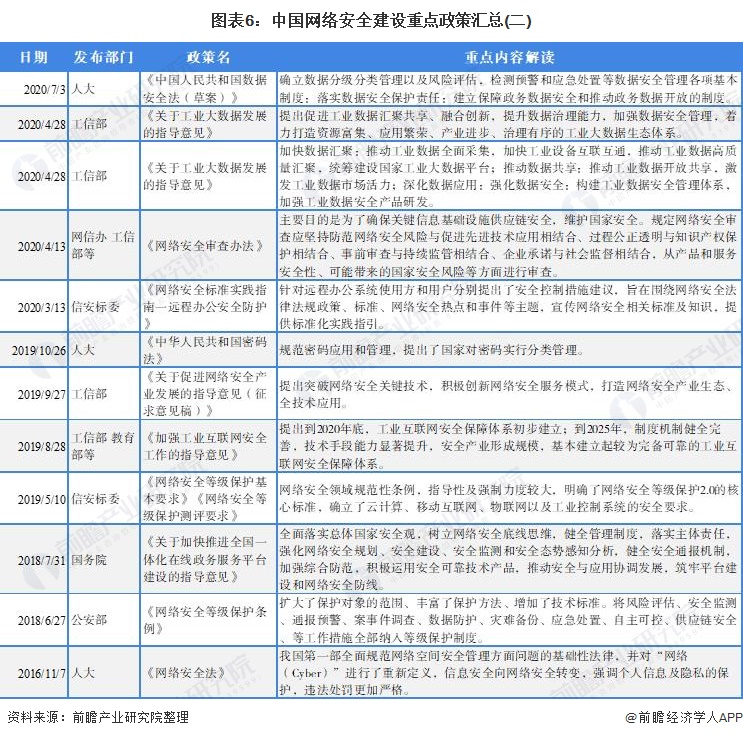 图表6：中国网络安全建设重点政策汇总(二)
日期 发布部门 政策名 重点内容解读
2020/7/3 人大 《中国人民共和国数据
安全法（草案）》
确立数据分级分类管理以及风险评估，检测预警和应急处置等数据安全管理各项基本
制度；落实数据安全保护责任；建立保障政务数据安全和推动政务数据开放的制度。
2020/4/28 工信部 《关于工业大数据发展
的指导意见》
提出促进工业数据汇聚共享、融合创新，提升数据治理能力，加强数据安全管理，着
力打造资源富集、应用繁荣、产业进步、治理有序的工业大数据生态体系。
2020/4/28 工信部 《关于工业大数据发展
的指导意见》
加快数据汇聚；推动工业数据全面采集，加快工业设备互联互通，推动工业数据高质
量汇聚，统筹建设国家工业大数据平台；推动数据共享；推动工业数据开放共享，激
发工业数据市场活力；深化数据应用；强化数据安全；构建工业数据安全管理体系，
加强工业数据安全产品研发。
2020/4/13 网信办 工信
部等
《网络安全审查办法》
主要目的是为了确保关键信息基础设施供应链安全，维护国家安全。规定网络安全审
查应坚持防范网络安全风险与促进先进技术应用相结合、过程公正透明与知识产权保
护相结合、事前审查与持续监管相结合、企业承诺与社会监督相结合，从产品和服务
安全性、可能带来的国家安全风险等方面进行审查。
2020/3/13 信安标委 《网络安全标准实践指
南—远程办公安全防护
》
针对远程办公系统使用方和用户分别提出了安全控制措施建议，旨在围绕网络安全法
律法规政策、标准、网络安全热点和事件等主题，宣传网络安全相关标准及知识，提
供标准化实践指引。
2019/10/26 人大 《中华人民共和国密码
法》
规范密码应用和管理，提出了国家对密码实行分类管理。
2019/9/27 工信部 《关于促进网络安全产
业发展的指导意见（征
求意见稿）》
提出突破网络安全关键技术，积极创新网络安全服务模式，打造网络安全产业生态、
全技术应用。
2019/8/28 工信部 教育
部等
《加强工业互联网安全
工作的指导意见》
提出到2020年底，工业互联网安全保障体系初步建立；到2025年，制度机制健全完
善，技术手段能力显著提升，安全产业形成规模，基本建立起较为完备可靠的工业互
联网安全保障体系。
2019/5/10 信安标委 《网络安全等级保护基
本要求》《网络安全等
级保护测评要求》
网络安全领域规范性条例，指导性及强制力度较大，明确了网络安全等级保护2.0的核
心标准，确立了云计算、移动互联网、物联网以及工业控制系统的安全要求。
2018/7/31 国务院 《关于加快推进全国一
体化在线政务服务平台
建设的指导意见》
全面落实总体国家安全观，树立网络安全底线思维，健全管理制度，落实主体责任，
强化网络安全规划、安全建设、安全监测和安全态势感知分析，健全安全通报机制，
加强综合防范，积极运用安全可靠技术产品，推动安全与应用协调发展，筑牢平台建
设和网络安全防线。
2018/6/27 公安部 《网络安全等级保护条
例》
扩大了保护对象的范围、丰富了保护方法、增加了技术标准。将风险评估、安全监测
、通报预警、案事件调查、数据防护、灾难备份、应急处置、自主可控、供应链安全
、等工作措施全部纳入等级保护制度。
2016/11/7 人大 《网络安全法》
我国第一部全面规范网络空间安全管理方面问题的基础性法律，并对“网络
（Cyber）”进行了重新定义，信息安全向网络安全转变，强调个人信息及隐私的保
护，违法处罚更加严格。
资料来源：前瞻产业研究院整理 @前瞻经济学人APP